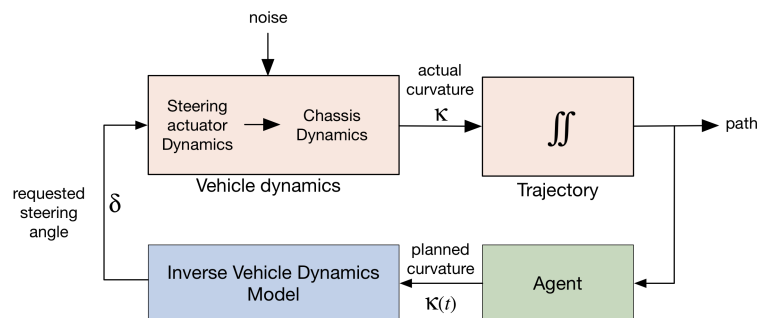 noise
Steering
actuator
Dynamics
Chassis
Dynamics
Vehicle dynamics
actual
curvature
κ
∬
Trajectory
path
requested
steering
angle
δ
Inverse Vehicle Dynamics
Model
planned
curvature
κ(t)
Agent